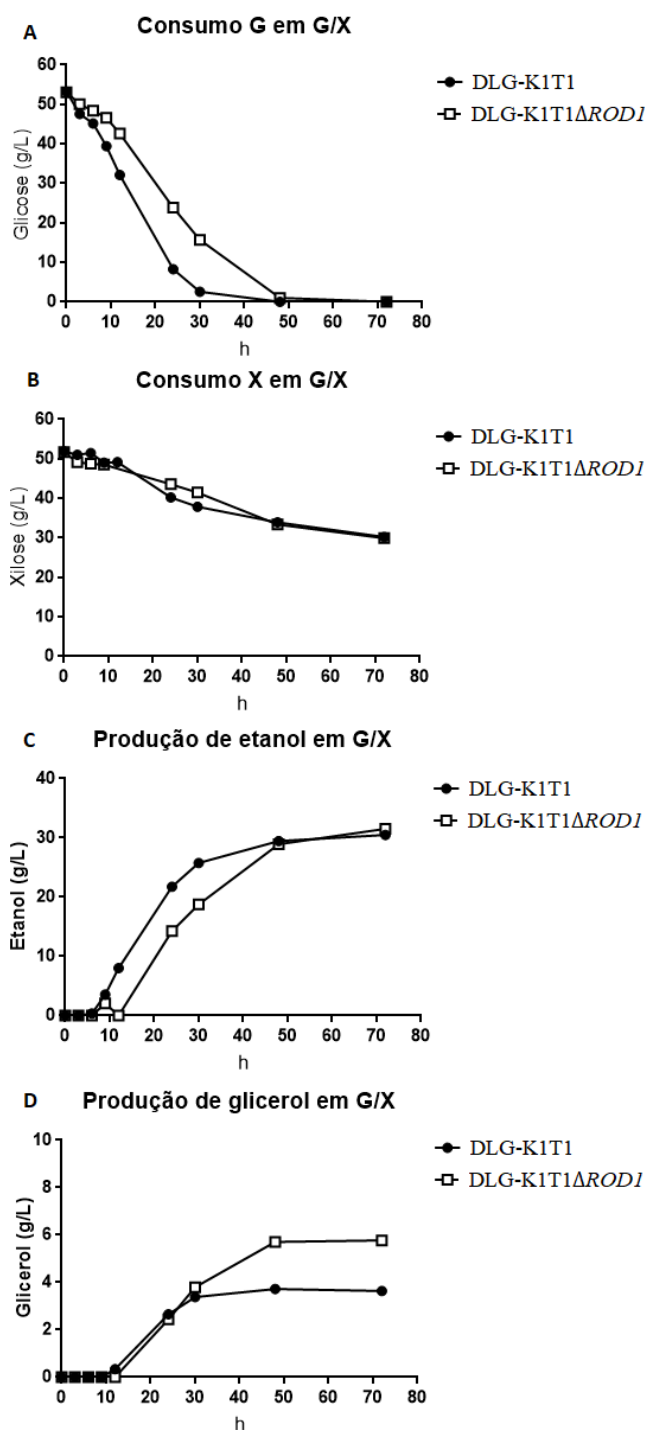 A
Consumo G em G/X
60
50
40
30
20
10
0
Glicose (g/L)
0 10 20 30 40 50 60 70 80
h
DLG-K1T1
DLG-K1T1ΔROD1
B
Consumo X em G/X
60
50
40
30
20
10
0
Xilose (g/L)
0 10 20 30 40 50 60 70 80
h
DLG-K1T1
DLG-K1T1ΔROD1
C
Produção de etanol em G/X
40
30
20
10
0
Etanol (g/L)
0 10 20 30 40 50 60 70 80
h
DLG-K1T1
DLG-K1T1ΔROD1
D
Produção de glicerol em G/X
10
8
6
4
2
0
Glicerol (g/L)
0 10 20 30 40 50 60 70 80
h
DLG-K1T1
DLG-K1T1ΔROD1